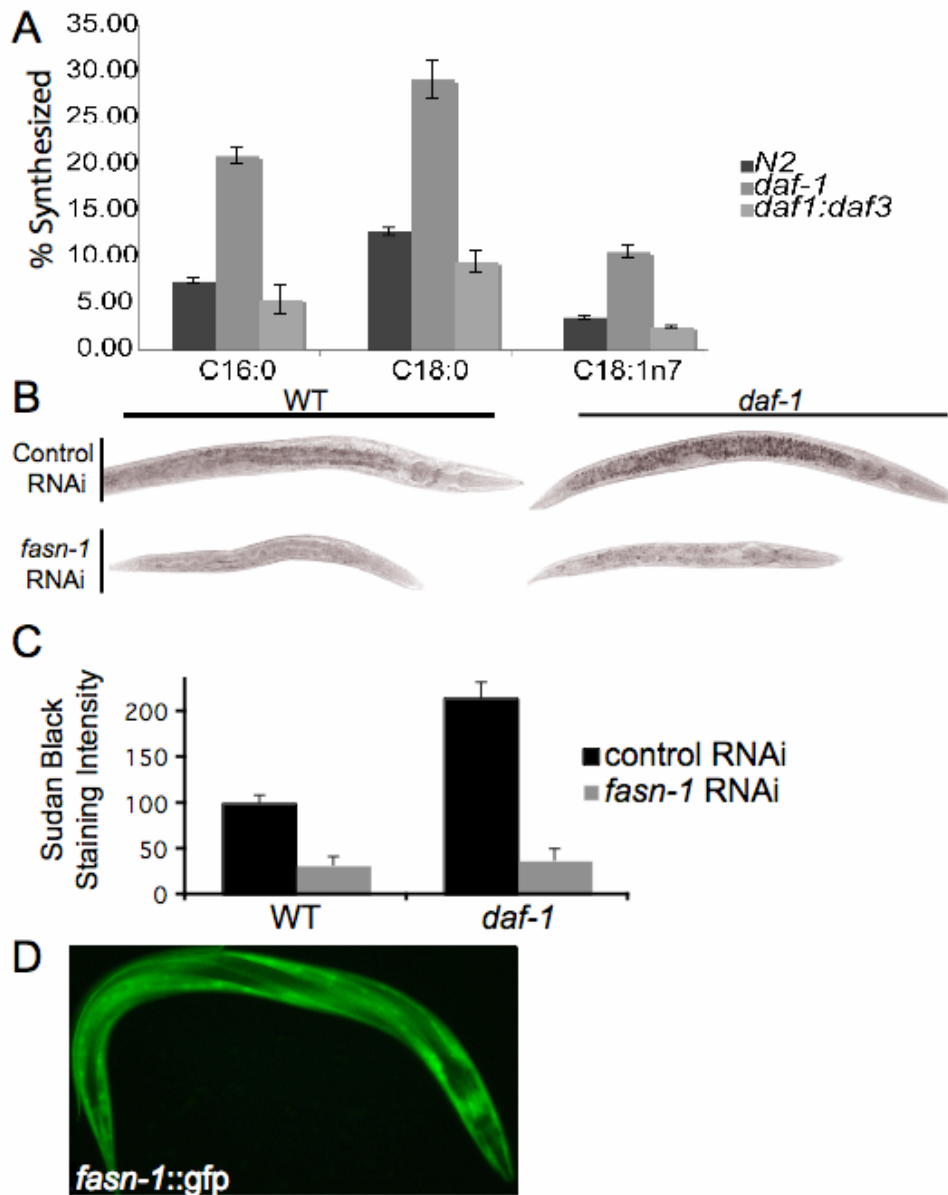 A
% Synthesized
35.00
30.00
25.00
20.00
15.00
10.00
5.00
0.00
N2
daf-1
daf1:daf3
C16:0
C18:0
C18:1n7
B
WT
daf-1
Control
RNAi
fasn-1
RNAi
C
Sudan Black
Staining Intensity
200
150
100
50
0
control RNAi
fasn-1 RNAi
WT
daf-1
D
fasn-1::gfp